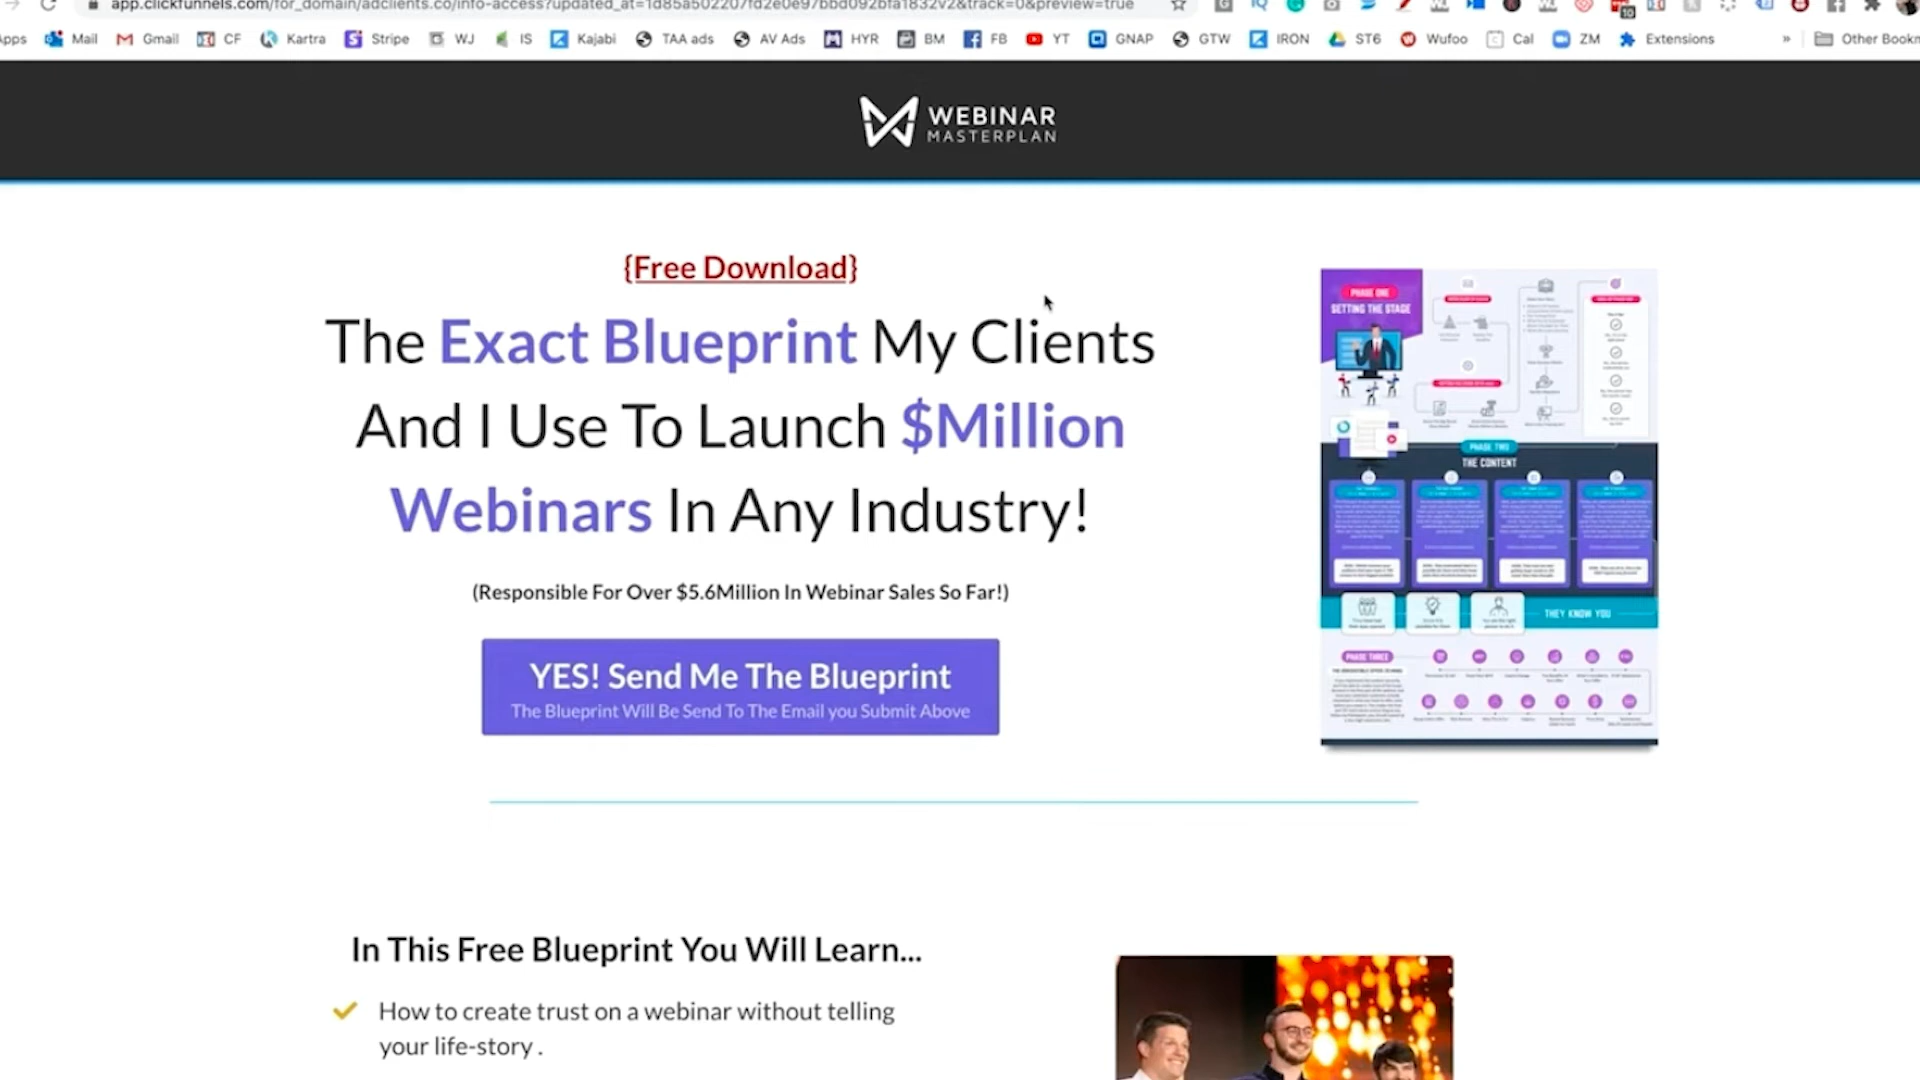 app.clickfunnels.com/for_domain/adclients.co/info-access?updated_at=1d85a502207fd2e0e97bbd092bfa1832v2&track=0&preview=true
10
Apps Mail Gmail CF Kartra Stripe WJ IS Kajabi TAA ads AV Ads HYR BM FB YT GNAP GTW IRON ST6 Wufoo Cal ZM Extensions » Other Bookm
WEBINAR
MASTERPLAN
{Free Download}
The Exact Blueprint My Clients
And I Use To Launch $Million
Webinars In Any Industry!
(Responsible For Over $5.6Million In Webinar Sales So Far!)
YES! Send Me The Blueprint
The Blueprint Will Be Send To The Email you Submit Above
PHASE ONE
SETTING THE STAGE
PHASE TWO
THE CONTENT
THEY KNOW YOU
PHASE THREE
In This Free Blueprint You Will Learn...
How to create trust on a webinar without telling
your life-story .